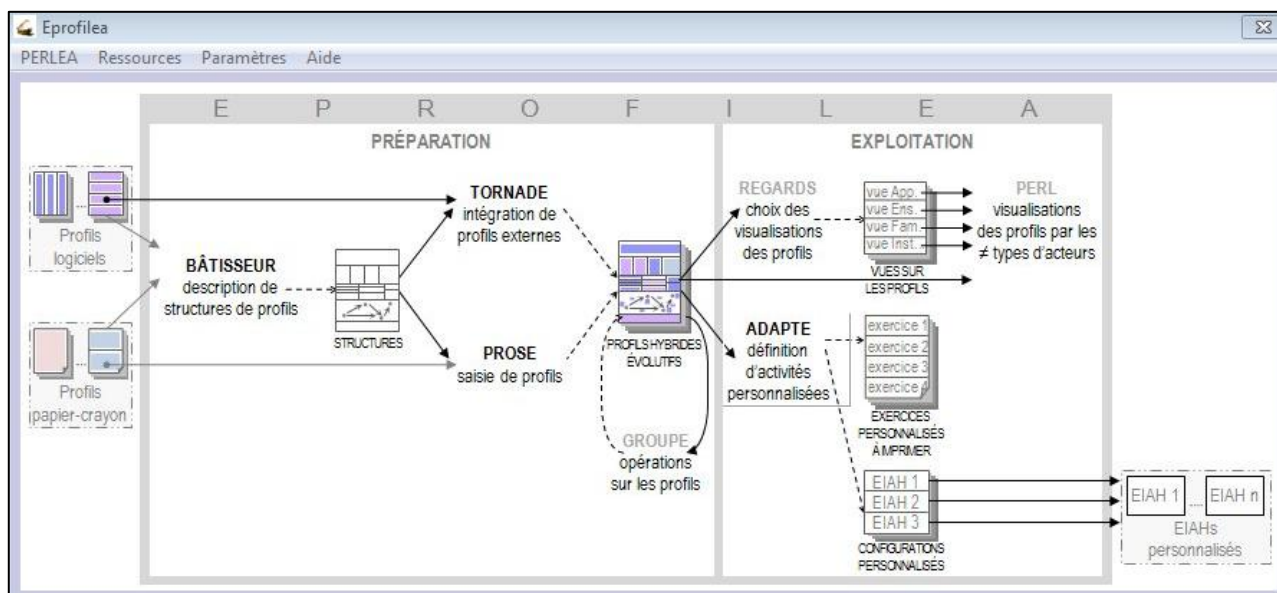 Eprofilea
PERLEA Ressources Paramètres Aide
E P R O F I L E A
PRÉPARATION
EXPLOITATION
...
Profils
logiciels
...
Profils
papier-crayon
BÂTISSEUR
description de
structures de profils
STRUCTURES
TORNADE
intégration de
profils externes
PROSE
saisie de profils
PROFILS HYBRIDES
ÉVOLUTIFS
GROUPE
opérations
sur les profils
REGARDS
choix des
visualisations
des profils
vue App.
vue Ens.
vue Fam.
vue Inst.
VUES SUR
LES PROFILS
PERL
visualisations
des profils par les
≠ types d'acteurs
ADAPTE
définition
d'activités
personnalisées
exercice 1
exercice 2
exercice 3
exercice 4
EXERCICES
PERSONNALISÉS
À IMPRIMER
EIAH 1
EIAH 2
EIAH 3
CONFIGURATIONS
PERSONNALISÉS
EIAH 1 ... EIAH n
EIAHs
personnalisés